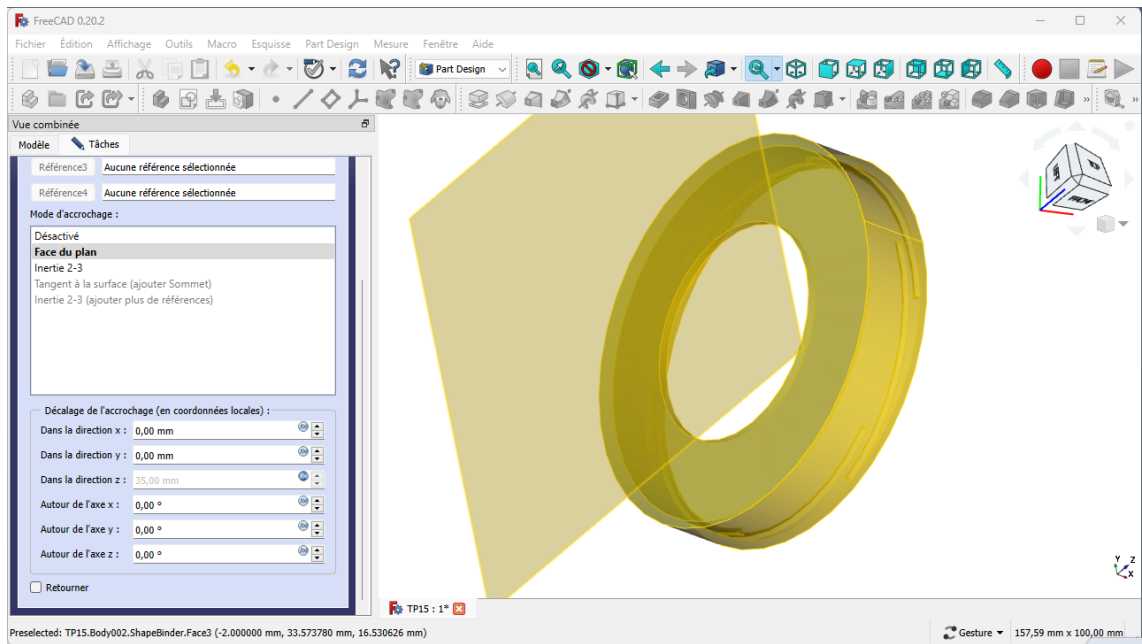 FreeCAD 0.20.2
Fichier Édition Affichage Outils Macro Esquisse Part Design Mesure Fenêtre Aide
Part Design
Vue combinée
Modèle Tâches
Référence3 Aucune référence sélectionnée
Référence4 Aucune référence sélectionnée
Mode d'accrochage :
Désactivé
Face du plan
Inertie 2-3
Tangent à la surface (ajouter Sommet)
Inertie 2-3 (ajouter plus de références)
Décalage de l'accrochage (en coordonnées locales) :
Dans la direction x : 0,00 mm
Dans la direction y : 0,00 mm
Dans la direction z : 35,00 mm
Autour de l'axe x : 0,00 °
Autour de l'axe y : 0,00 °
Autour de l'axe z : 0,00 °
Retourner
Y Z
X
TP15 : 1*
Preselected: TP15.Body002.ShapeBinder.Face3 (-2.000000 mm, 33.573780 mm, 16.530626 mm)
Gesture
157,59 mm x 100,00 mm